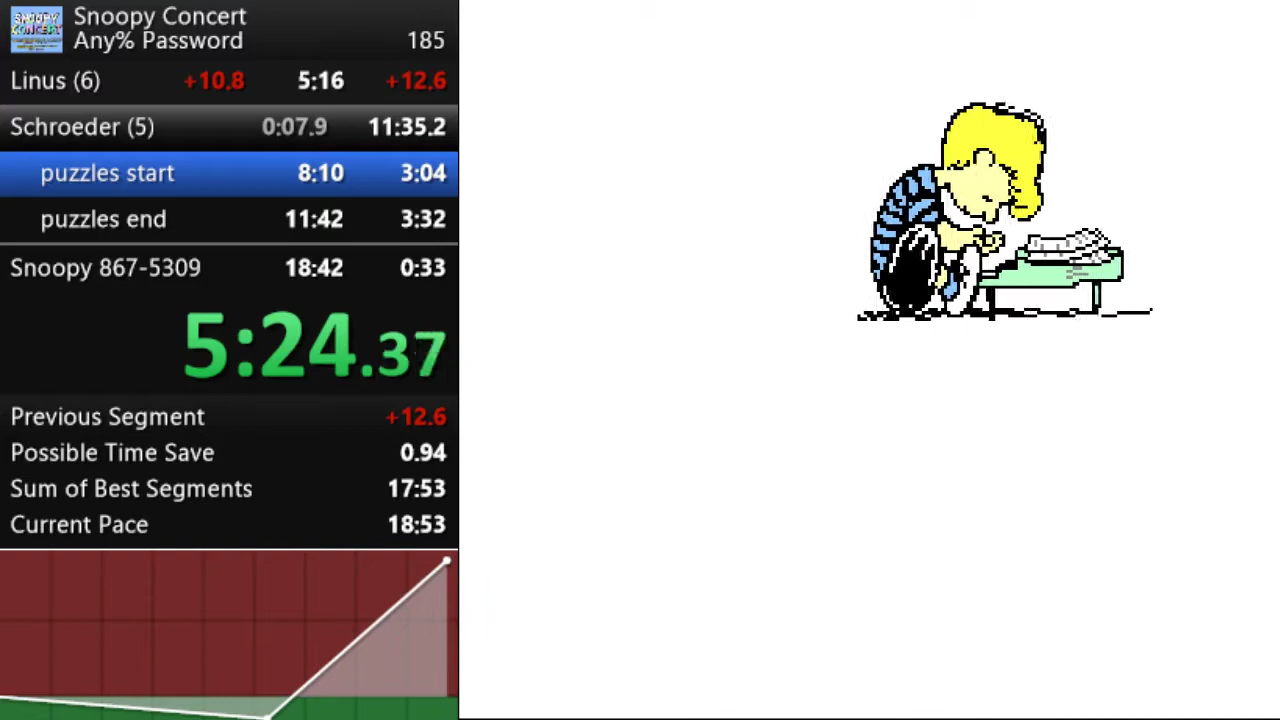 SNOOPY
CONCERT
Snoopy Concert
Any% Password 185
Linus (6) +10.8 5:16 +12.6
Schroeder (5) 0:07.9 11:35.2
puzzles start 8:10 3:04
puzzles end 11:42 3:32
Snoopy 867-5309 18:42 0:33
5:24.37
Previous Segment +12.6
Possible Time Save 0.94
Sum of Best Segments 17:53
Current Pace 18:53